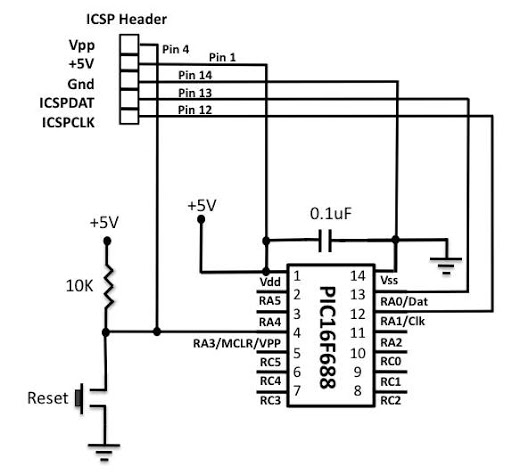 ICSP Header
Vpp
Pin 4
+5V
Pin 1
Gnd
Pin 14
ICSPDAT
Pin 13
ICSPCLK
Pin 12
+5V
0.1uF
+5V
10K
Reset
PIC16F688
Vdd
1
14
Vss
RA5
2
13
RA0/Dat
RA4
3
12
RA1/Clk
RA3/MCLR/VPP
4
11
RA2
RC5
5
10
RC0
RC4
6
9
RC1
RC3
7
8
RC2